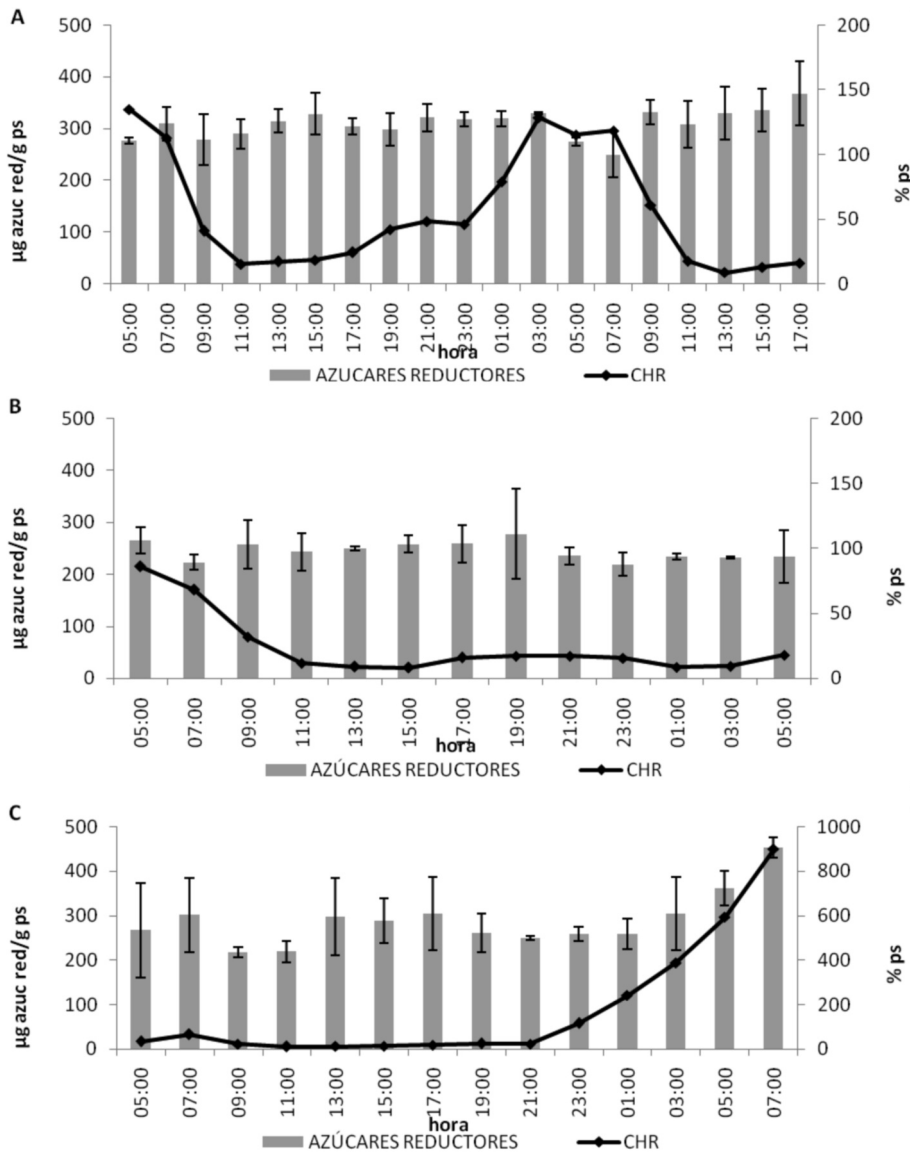 A
500 200
400 150
300 100
200 50
100 0
0
µg azuc red/g ps
% ps
05:00 07:00 09:00 11:00 13:00 15:00 17:00 19:00 21:00 23:00 01:00 03:00 05:00 07:00 09:00 11:00 13:00 15:00 17:00
hora
AZUCARES REDUCTORES CHR
B
500 200
400 150
300 100
200 50
100 0
0
µg azuc red/g ps
% ps
05:00 07:00 09:00 11:00 13:00 15:00 17:00 19:00 21:00 23:00 01:00 03:00 05:00
hora
AZÚCARES REDUCTORES CHR
C
500 1000
400 800
300 600
200 400
100 200
0 0
µg azuc red/g ps
% ps
05:00 07:00 09:00 11:00 13:00 15:00 17:00 19:00 21:00 23:00 01:00 03:00 05:00 07:00
hora
AZÚCARES REDUCTORES CHR